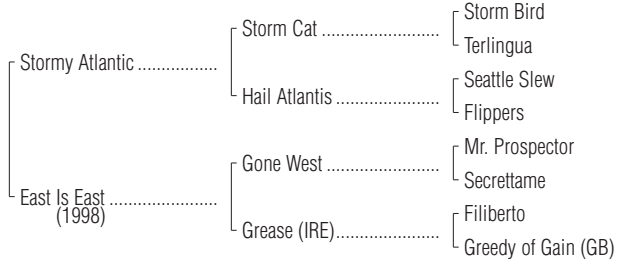 Storm Bird
Storm Cat ........................
Terlingua
Stormy Atlantic ................
Seattle Slew
Hail Atlantis .....................
Flippers
Mr. Prospector
Gone West .......................
Secrettame
East Is East ......................
(1998)
Filiberto
Grease (IRE).....................
Greedy of Gain (GB)